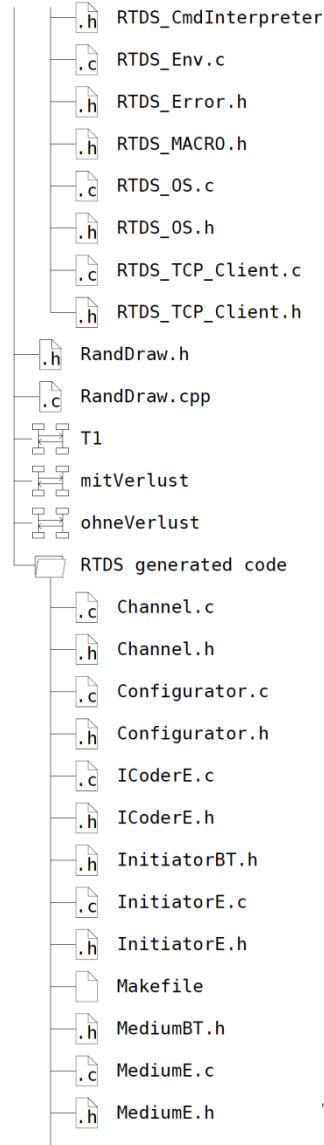 .h RTDS_CmdInterpreter
.c RTDS_Env.c
.h RTDS_Error.h
.h RTDS_MACRO.h
.c RTDS_OS.c
.h RTDS_OS.h
.c RTDS_TCP_Client.c
.h RTDS_TCP_Client.h
.h RandDraw.h
.c RandDraw.cpp
T1
mitVerlust
ohneVerlust
RTDS generated code
.c Channel.c
.h Channel.h
.c Configurator.c
.h Configurator.h
.c ICoderE.c
.h ICoderE.h
.h InitiatorBT.h
.c InitiatorE.c
.h InitiatorE.h
Makefile
.h MediumBT.h
.c MediumE.c
.h MediumE.h